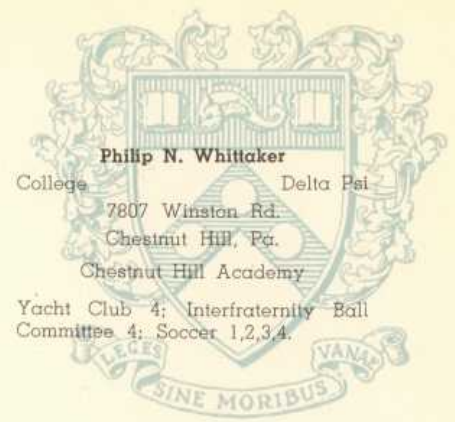 Philip N. Whittaker
College Delta Psi
7807 Winston Rd.
Chestnut Hill, Pa.
Chestnut Hill Academy
Yacht Club 4; Interfraternity Ball
Committee 4; Soccer 1,2,3,4.
LEGES VANAE
SINE MORIBUS